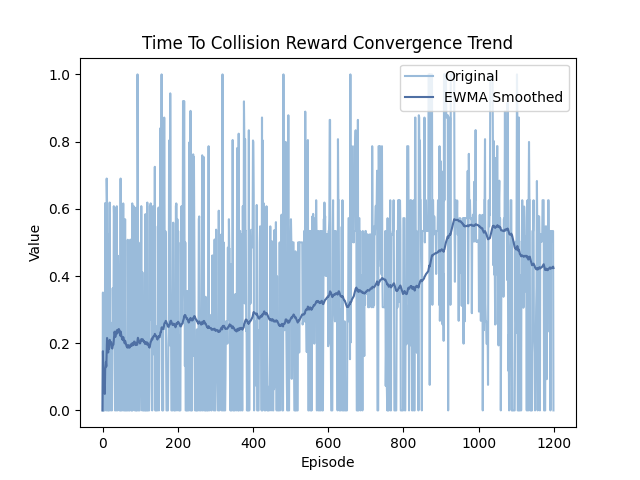 Time To Collision Reward Convergence Trend
Original
EWMA Smoothed
1.0
0.8
0.6
0.4
0.2
0.0
Value
0 200 400 600 800 1000 1200
Episode